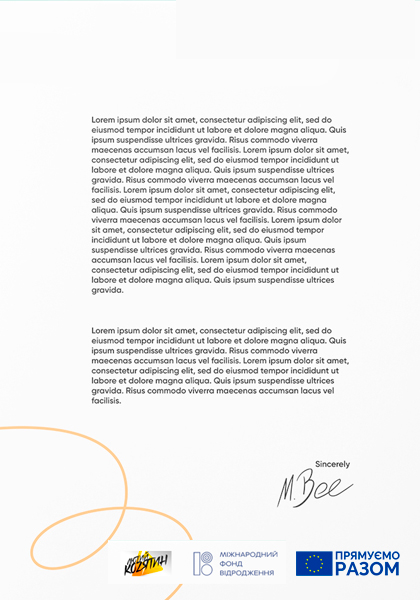 Lorem ipsum dolor sit amet, consectetur adipiscing elit, sed do
eiusmod tempor incididunt ut labore et dolore magna aliqua. Quis
ipsum suspendisse ultrices gravida. Risus commodo viverra
maecenas accumsan lacus vel facilisis. Lorem ipsum dolor sit amet,
consectetur adipiscing elit, sed do eiusmod tempor incididunt ut
labore et dolore magna aliqua. Quis ipsum suspendisse ultrices
gravida. Risus commodo viverra maecenas accumsan lacus vel
facilisis. Lorem ipsum dolor sit amet, consectetur adipiscing elit,
sed do eiusmod tempor incididunt ut labore et dolore magna
aliqua. Quis ipsum suspendisse ultrices gravida. Risus commodo
viverra maecenas accumsan lacus vel facilisis. Lorem ipsum dolor
sit amet, consectetur adipiscing elit, sed do eiusmod tempor
incididunt ut labore et dolore magna aliqua. Quis ipsum
suspendisse ultrices gravida. Risus commodo viverra maecenas
accumsan lacus vel facilisis. Lorem ipsum dolor sit amet,
consectetur adipiscing elit, sed do eiusmod tempor incididunt ut
labore et dolore magna aliqua. Quis ipsum suspendisse ultrices
gravida.
Lorem ipsum dolor sit amet, consectetur adipiscing elit, sed do
eiusmod tempor incididunt ut labore et dolore magna aliqua. Quis
ipsum suspendisse ultrices gravida. Risus commodo viverra
maecenas accumsan lacus vel facilisis. Lorem ipsum dolor sit amet,
consectetur adipiscing elit, sed do eiusmod tempor incididunt ut
labore et dolore magna aliqua. Quis ipsum suspendisse ultrices
gravida. Risus commodo viverra maecenas accumsan lacus vel
facilisis.
Sincerely
M.Bee
КОЗЯТИН
МІЖНАРОДНИЙ
ФОНД
ВІДРОДЖЕННЯ
ПРЯМУЄМО
РАЗОМ